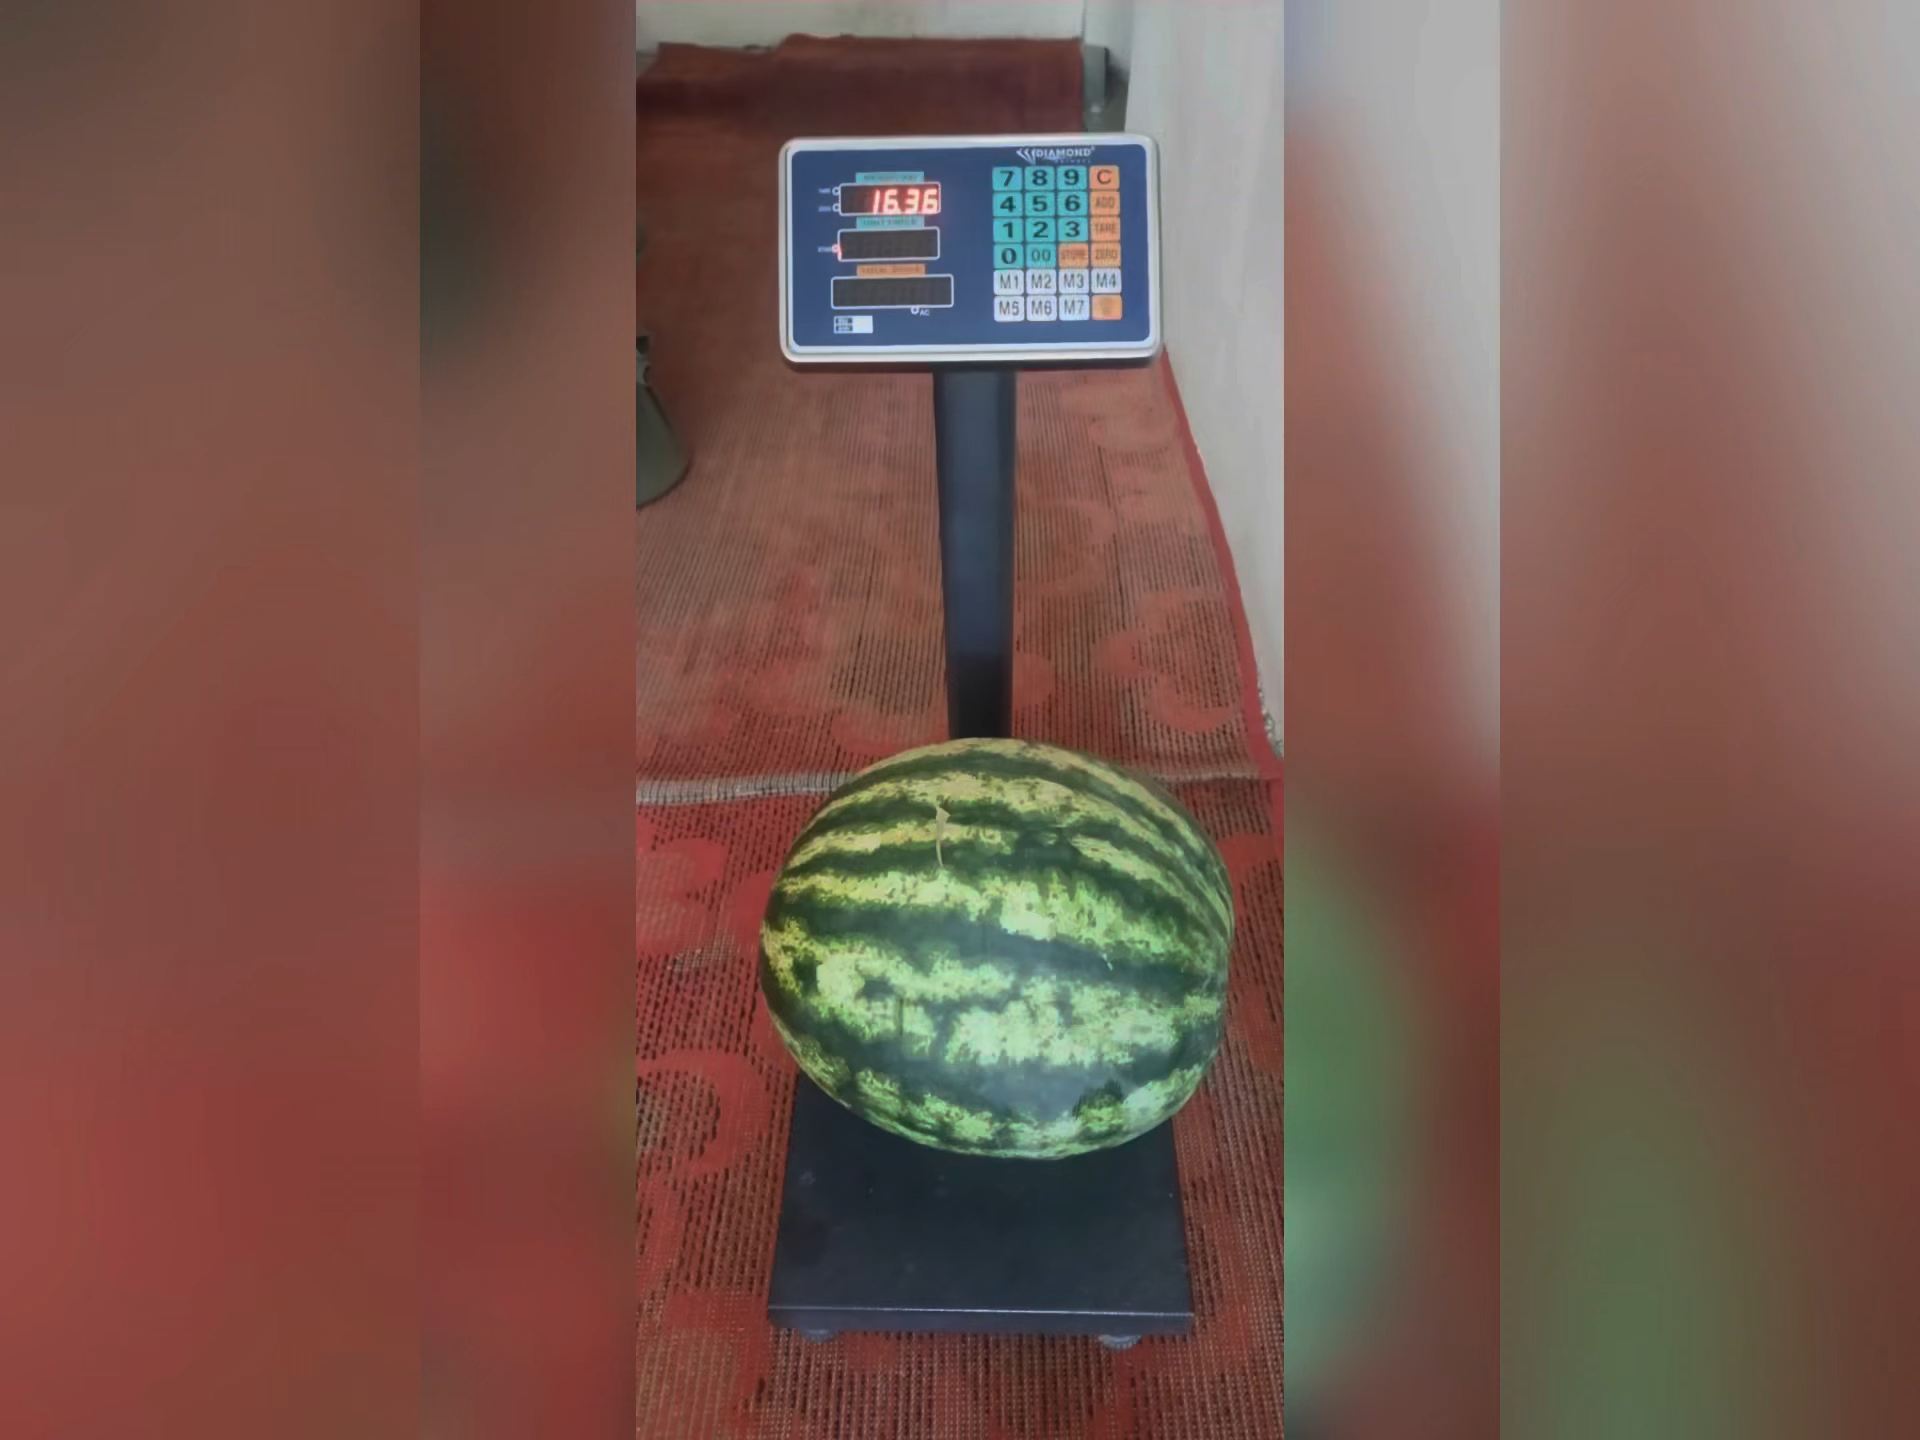 DIAMOND
16.36
7 8 9 C
4 5 6 ADD
1 2 3 TARE
0 00 STORE ZERO
M1 M2 M3 M4
M5 M6 M7
AC